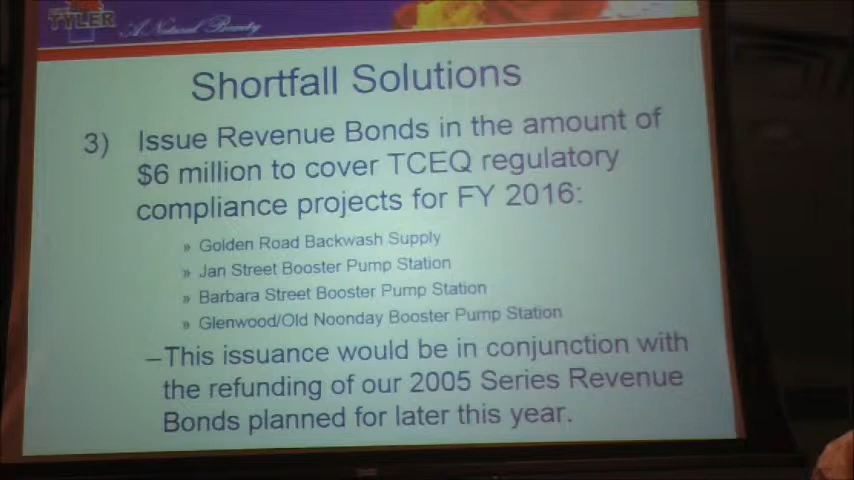 TYLER
A Natural Beauty
Shortfall Solutions
3) Issue Revenue Bonds in the amount of
$6 million to cover TCEQ regulatory
compliance projects for FY 2016:
» Golden Road Backwash Supply
» Jan Street Booster Pump Station
» Barbara Street Booster Pump Station
» Glenwood/Old Noonday Booster Pump Station
–This issuance would be in conjunction with
the refunding of our 2005 Series Revenue
Bonds planned for later this year.